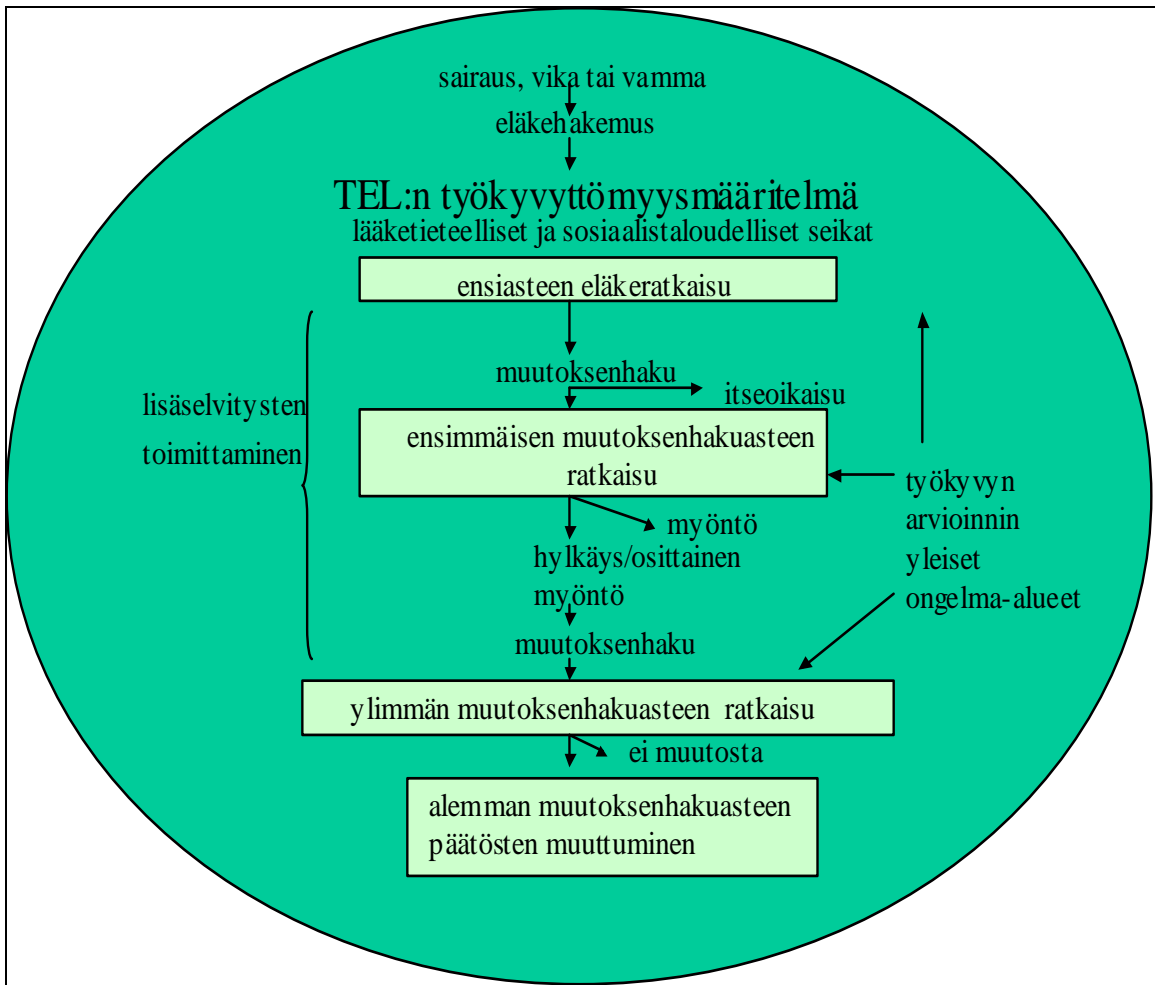 sairaus, vika tai vamma
eläkehakemus
TEL:n työkyvyttömyysmääritelmä
lääketieteelliset ja sosiaalistaloudelliset seikat
ensiasteen eläkeratkaisu
muutoksenhaku
itseoikaisu
lisäselvitysten
toimittaminen
ensimmäisen muutoksenhakuasteen
ratkaisu
työkyvyn
arvioinnin
yleiset
ongelma-alueet
myöntö
hylkäys/osittainen
myöntö
muutoksenhaku
ylimmän muutoksenhakuasteen ratkaisu
ei muutosta
alemman muutoksenhakuasteen
päätösten muuttuminen